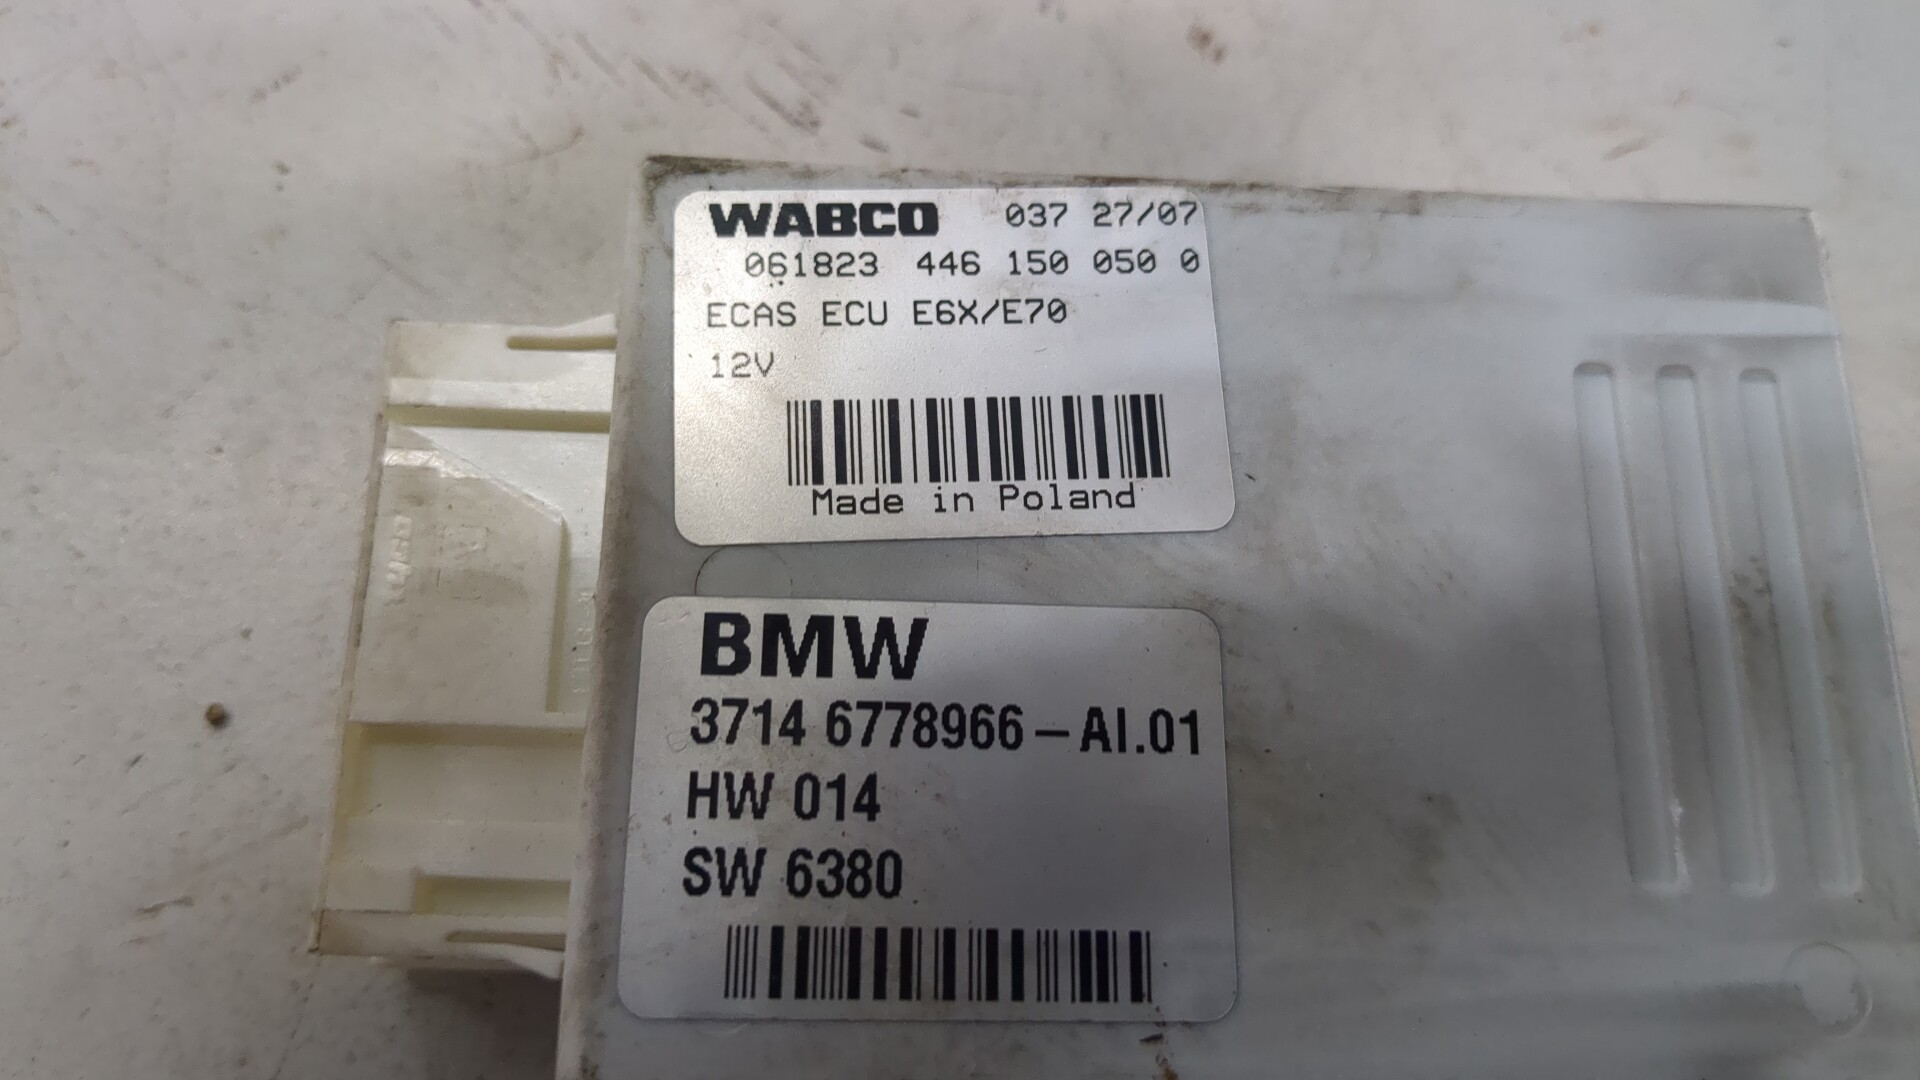 WABCO 037 27/07
061823 446 150 050 0
ECAS ECU E6X/E70
12V
Made in Poland
BMW
3714 6778966-AI.01
HW 014
SW 6380